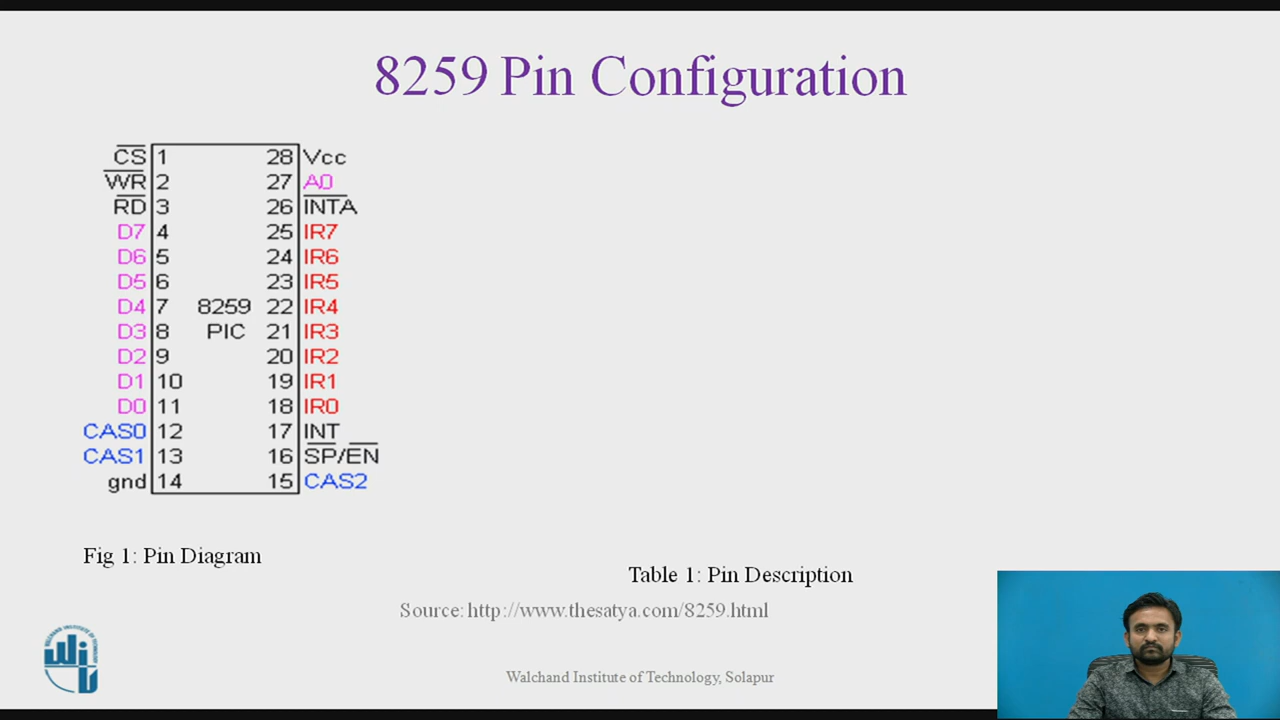 8259 Pin Configuration
CS 1 28 Vcc
WR 2 27 A0
RD 3 26 INTA
D7 4 25 IR7
D6 5 24 IR6
D5 6 23 IR5
D4 7 8259 22 IR4
D3 8 PIC 21 IR3
D2 9 20 IR2
D1 10 19 IR1
D0 11 18 IR0
CAS0 12 17 INT
CAS1 13 16 SP/EN
gnd 14 15 CAS2
Fig 1: Pin Diagram
Table 1: Pin Description
Source: http://www.thesatya.com/8259.html
Walchand Institute of Technology, Solapur